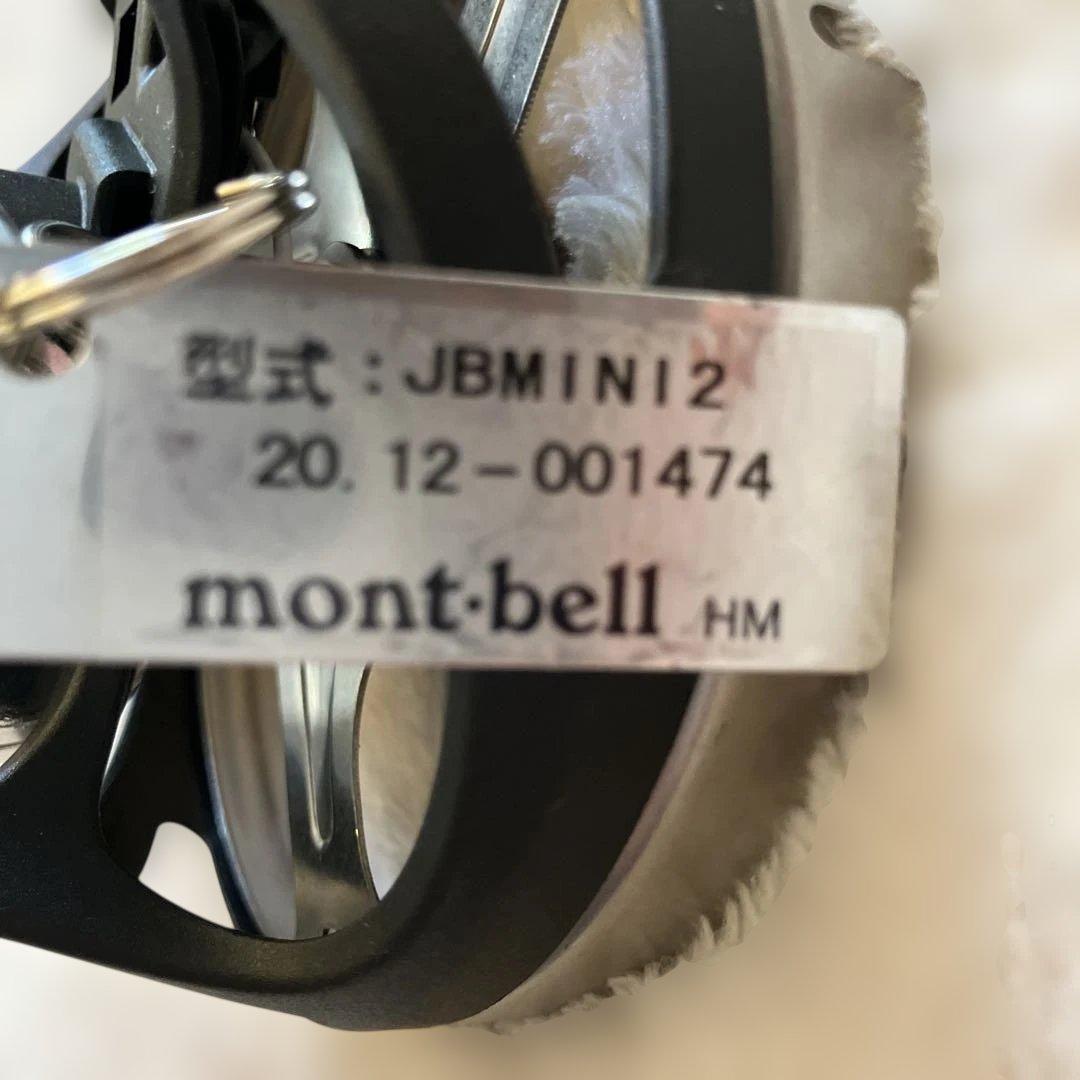 型式：JBMINI2
20. 12-001474
mont·bell HM